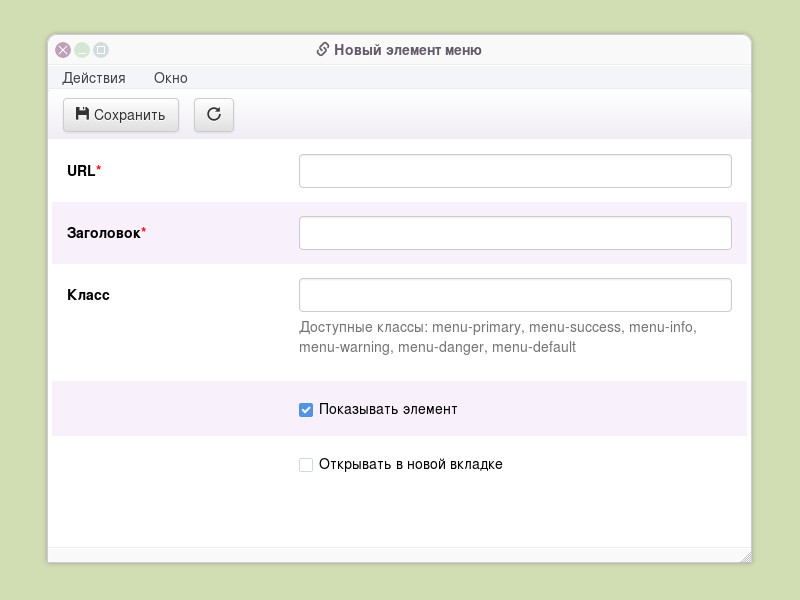 Новый элемент меню
Действия Окно
Сохранить
URL*
Заголовок*
Класс
Доступные классы: menu-primary, menu-success, menu-info,
menu-warning, menu-danger, menu-default
Показывать элемент
Открывать в новой вкладке